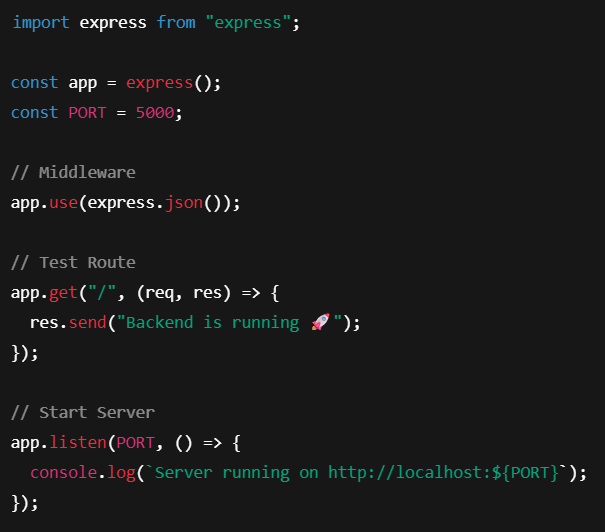 import express from "express";

const app = express();
const PORT = 5000;

// Middleware
app.use(express.json());

// Test Route
app.get("/", (req, res) => {
  res.send("Backend is running 🚀");
});

// Start Server
app.listen(PORT, () => {
  console.log(`Server running on http://localhost:${PORT}`);
});